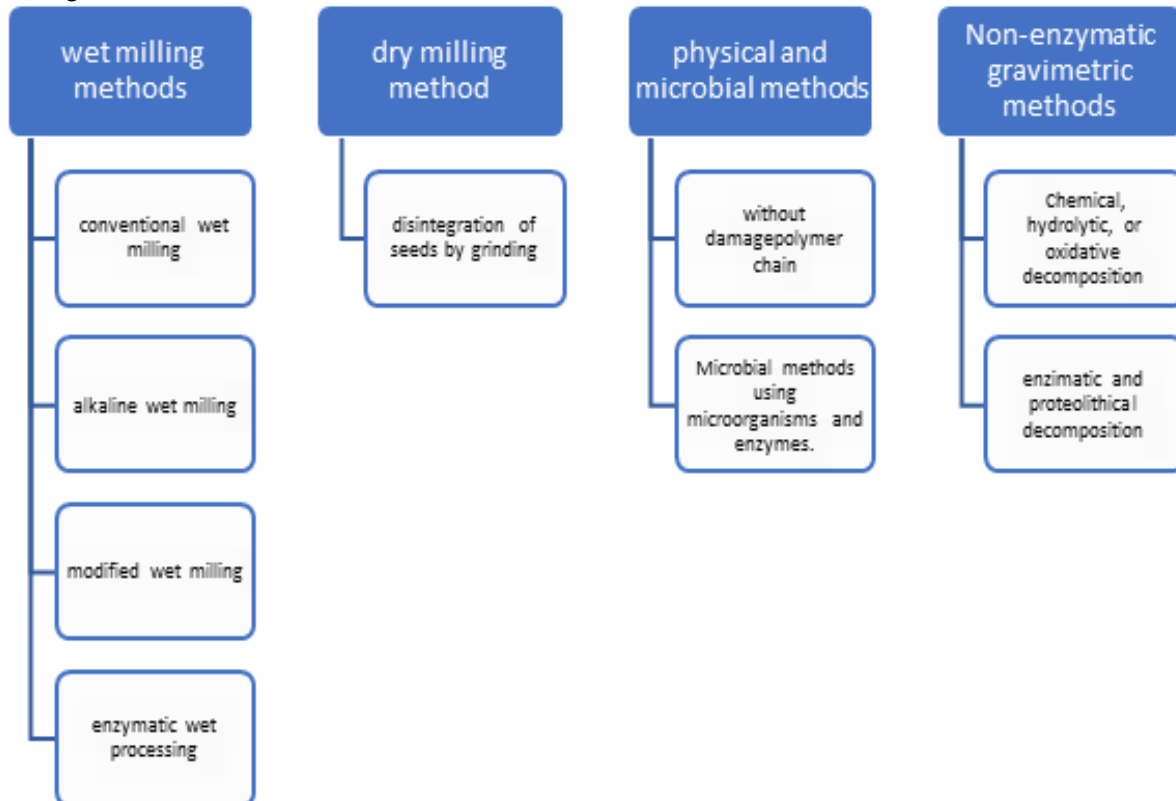 wet milling
methods
conventional wet
milling
alkaline wet milling
modified wet milling
enzymatic wet
processing
dry milling
method
disintegration of
seeds by grinding
physical and
microbial methods
without
damagepolymer
chain
Microbial methods
using
microorganisms and
enzymes.
Non-enzymatic
gravimetric
methods
Chemical,
hydrolytic, or
oxidative
decomposition
enzimatic and
proteolithical
decomposition